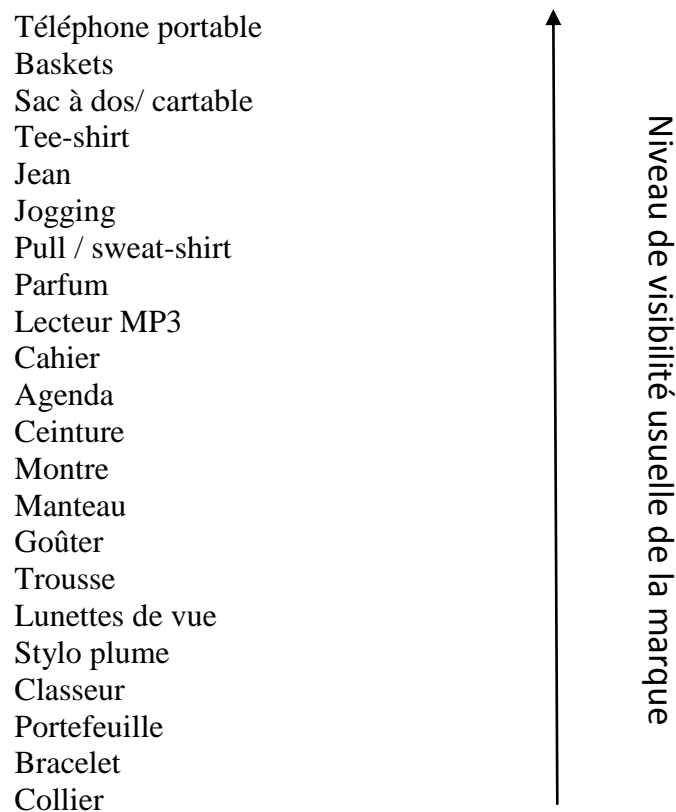 Téléphone portable
Baskets
Sac à dos/ cartable
Tee-shirt
Jean
Jogging
Pull / sweat-shirt
Parfum
Lecteur MP3
Cahier
Agenda
Ceinture
Montre
Manteau
Goûter
Trousse
Lunettes de vue
Stylo plume
Classeur
Portefeuille
Bracelet
Collier
Niveau de visibilité usuelle de la marque